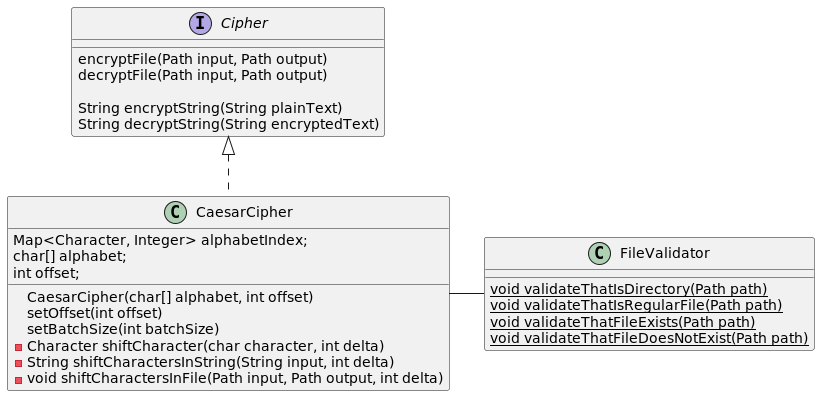 I Cipher
encryptFile(Path input, Path output)
decryptFile(Path input, Path output)
String encryptString(String plainText)
String decryptString(String encryptedText)
C CaesarCipher
Map<Character, Integer> alphabetIndex;
char[] alphabet;
int offset;
CaesarCipher(char[] alphabet, int offset)
setOffset(int offset)
setBatchSize(int batchSize)
Character shiftCharacter(char character, int delta)
String shiftCharactersInString(String input, int delta)
void shiftCharactersInFile(Path input, Path output, int delta)
C FileValidator
void validateThatIsDirectory(Path path)
void validateThatIsRegularFile(Path path)
void validateThatFileExists(Path path)
void validateThatFileDoesNotExist(Path path)